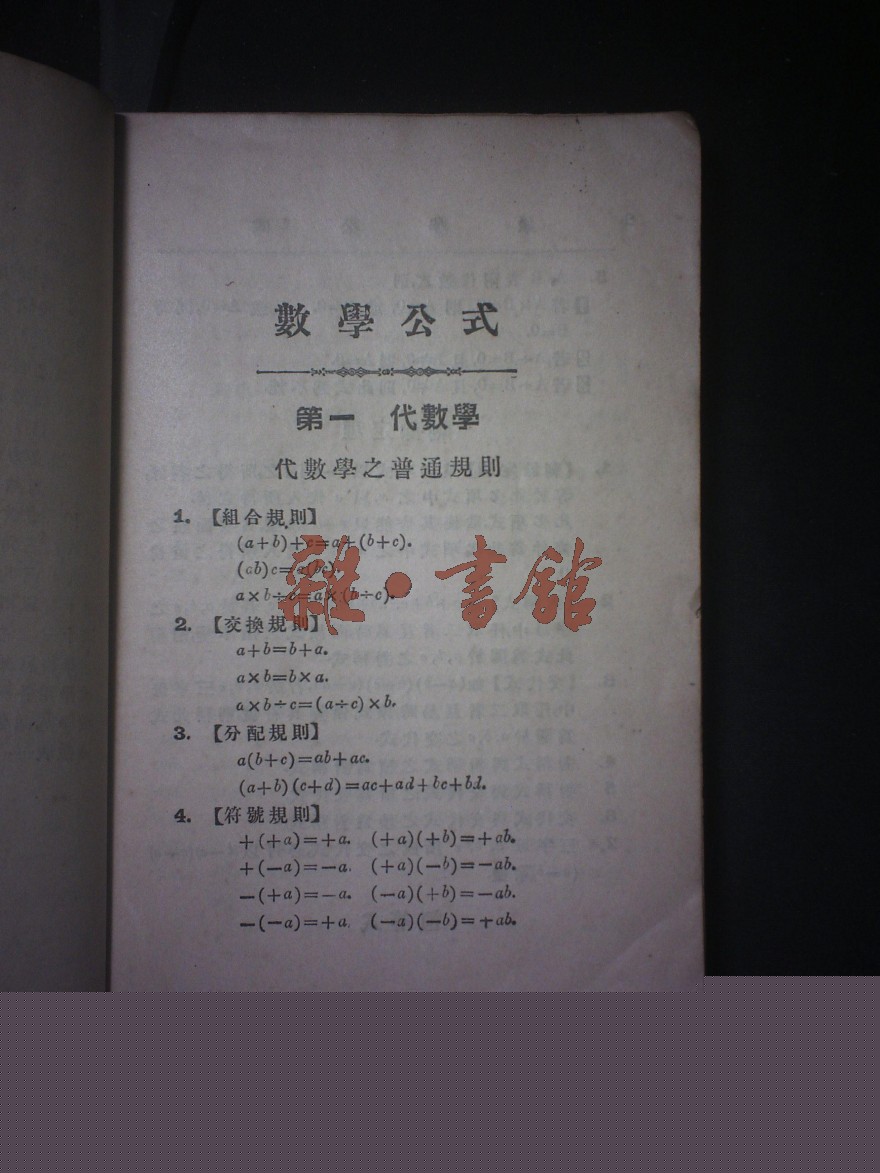 數學公式
第一 代數學
代數學之普通規則
1. 【組合規則】
(a+b)+c=a+(b+c).
(ab)c=a(bc).
a×b÷c=a×(b÷c).
2. 【交換規則】
a+b=b+a.
a×b=b×a.
a×b÷c=(a÷c)×b.
3. 【分配規則】
a(b+c)=ab+ac.
(a+b)(c+d)=ac+ad+bc+bd.
4. 【符號規則】
+(+a)=+a. (+a)(+b)=+ab.
+(−a)=−a. (+a)(−b)=−ab.
−(+a)=−a. (−a)(+b)=−ab.
−(−a)=+a. (−a)(−b)=+ab.
雜·書館